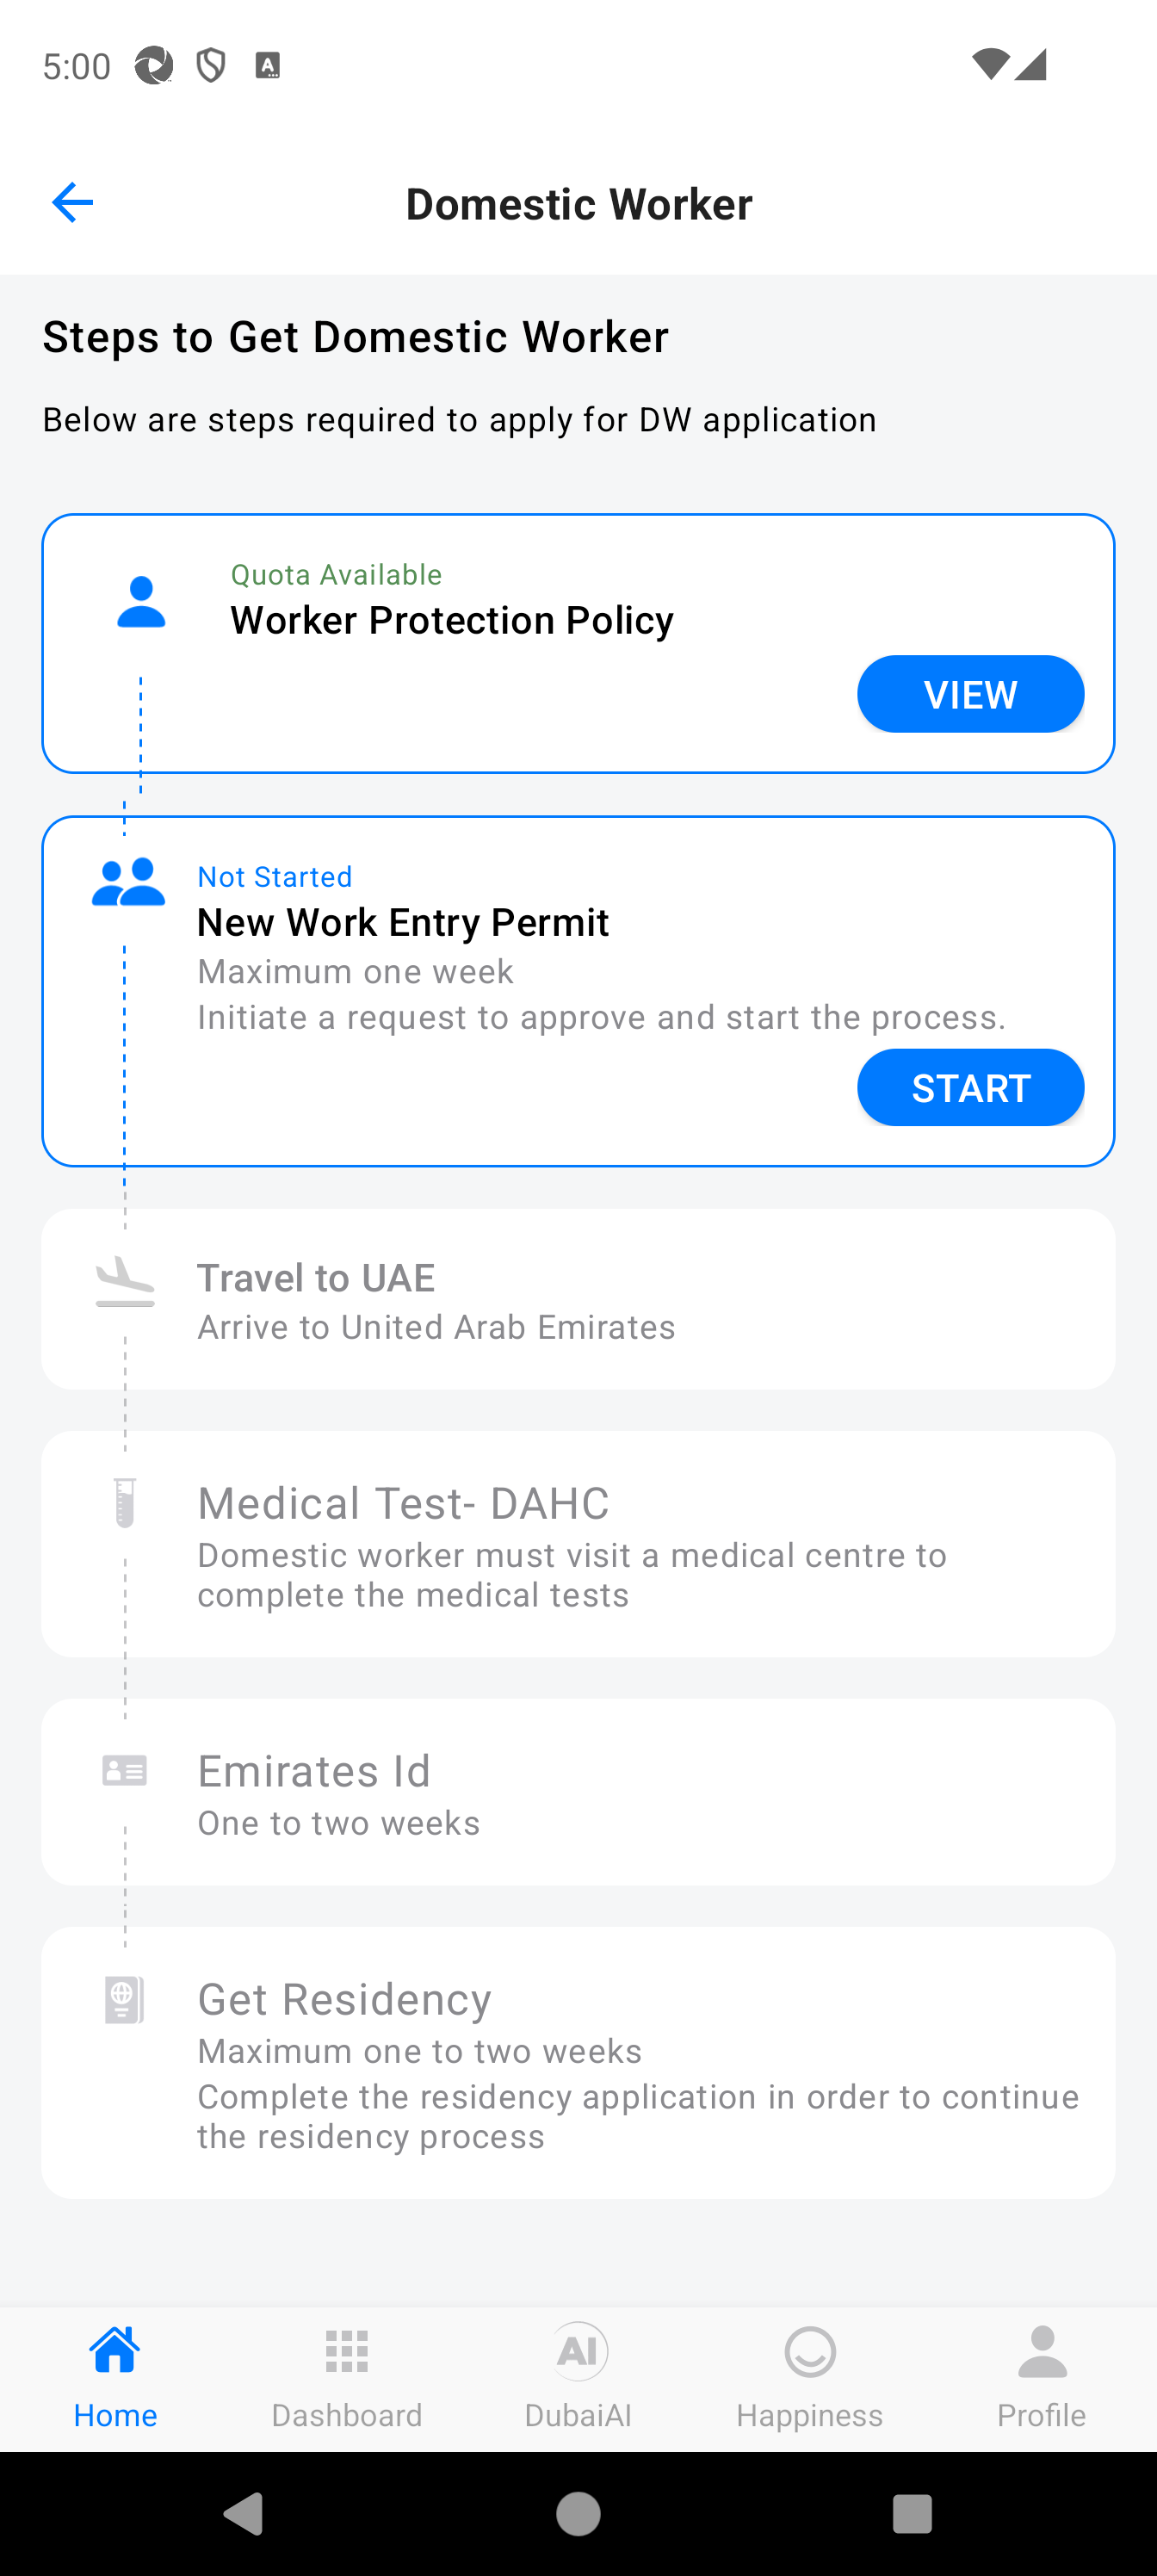 5:00
A
Domestic Worker
Steps to Get Domestic Worker
Below are steps required to apply for DW application
Quota Available
Worker Protection Policy
VIEW
Not Started
New Work Entry Permit
Maximum one week
Initiate a request to approve and start the process.
START
Travel to UAE
Arrive to United Arab Emirates
Medical Test- DAHC
Domestic worker must visit a medical centre to
complete the medical tests
Emirates Id
One to two weeks
Get Residency
Maximum one to two weeks
Complete the residency application in order to continue
the residency process
AI
Home
Dashboard
DubaiAI
Happiness
Profile